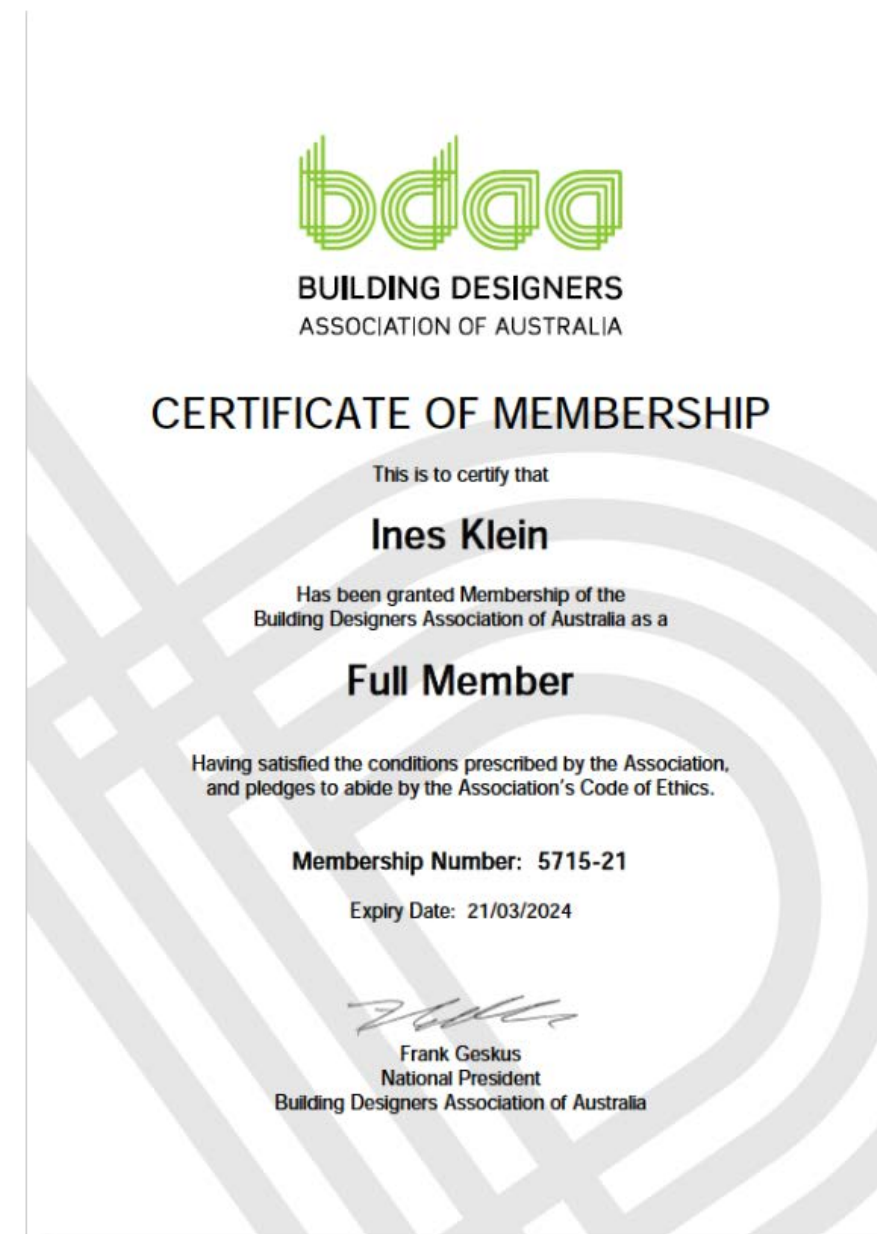 bdaa
BUILDING DESIGNERS
ASSOCIATION OF AUSTRALIA
CERTIFICATE OF MEMBERSHIP
This is to certify that
Ines Klein
Has been granted Membership of the
Building Designers Association of Australia as a
Full Member
Having satisfied the conditions prescribed by the Association,
and pledges to abide by the Association's Code of Ethics.
Membership Number: 5715-21
Expiry Date: 21/03/2024
Frank Geskus
National President
Building Designers Association of Australia